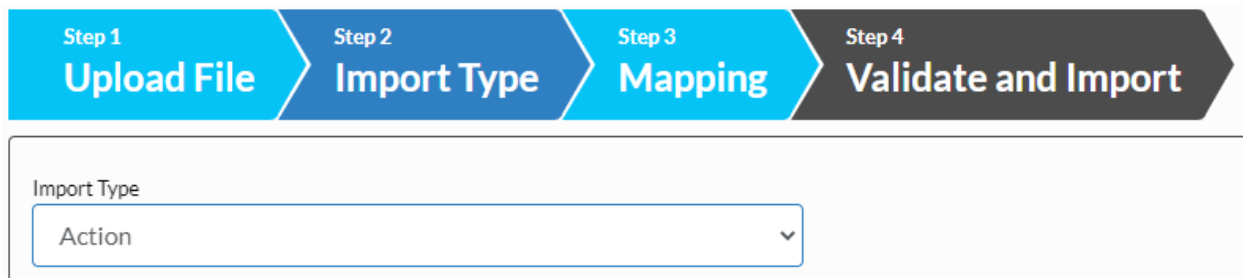 Step 1
Upload File
Step 2
Import Type
Step 3
Mapping
Step 4
Validate and Import
Import Type
Action